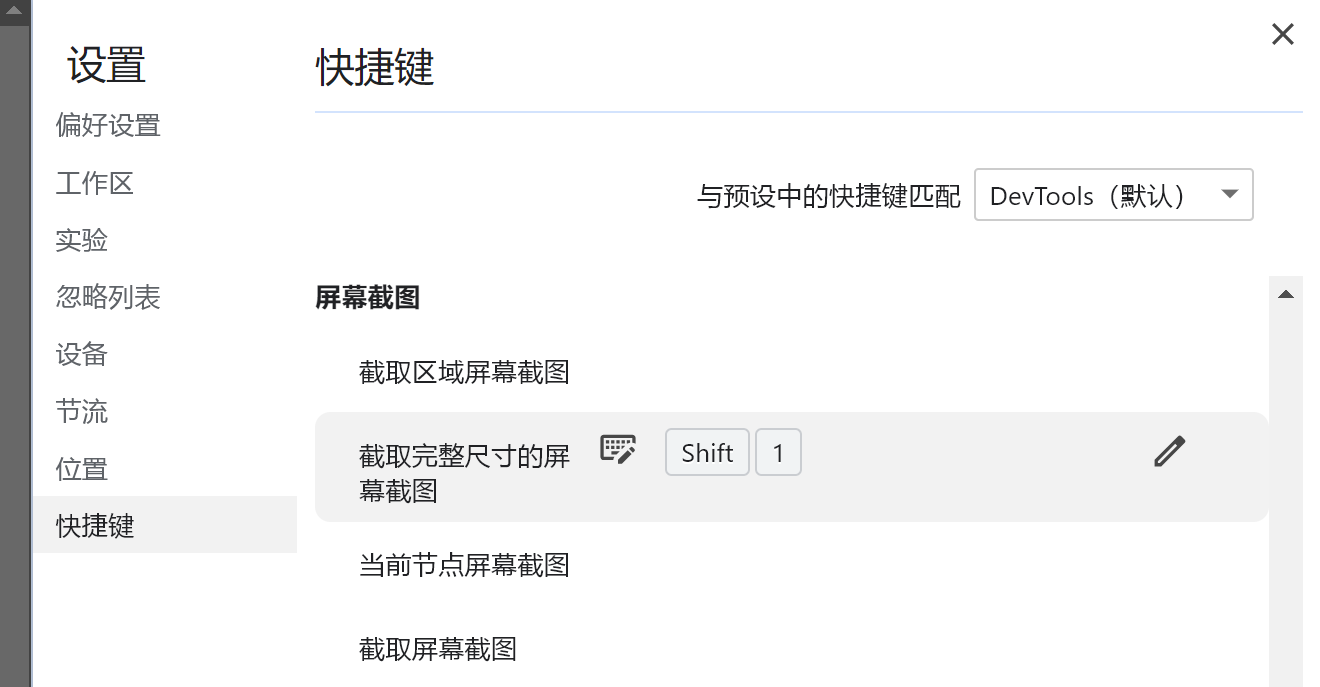 设置
偏好设置
工作区
实验
忽略列表
设备
节流
位置
快捷键
快捷键
与预设中的快捷键匹配 DevTools（默认）
屏幕截图
截取区域屏幕截图
截取完整尺寸的屏
幕截图
Shift 1
当前节点屏幕截图
截取屏幕截图